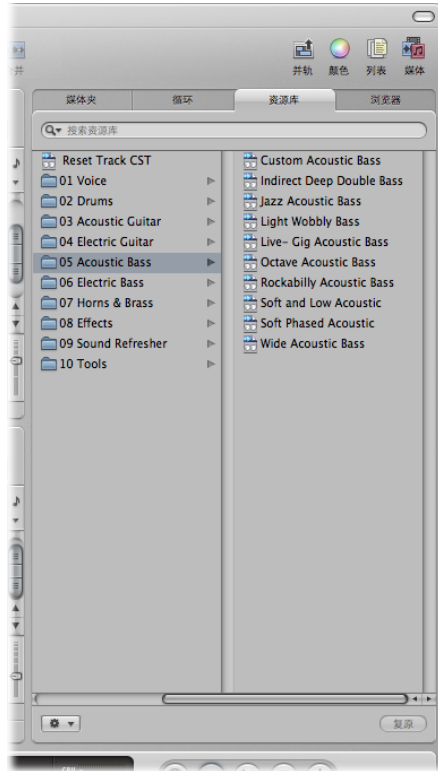 并
并轨 颜色 列表 媒体
媒体夹 循环 资源库 浏览器
搜索资源库
Reset Track CST
01 Voice
02 Drums
03 Acoustic Guitar
04 Electric Guitar
05 Acoustic Bass
06 Electric Bass
07 Horns & Brass
08 Effects
09 Sound Refresher
10 Tools
Custom Acoustic Bass
Indirect Deep Double Bass
Jazz Acoustic Bass
Light Wobbly Bass
Live- Gig Acoustic Bass
Octave Acoustic Bass
Rockabilly Acoustic Bass
Soft and Low Acoustic
Soft Phased Acoustic
Wide Acoustic Bass
复原